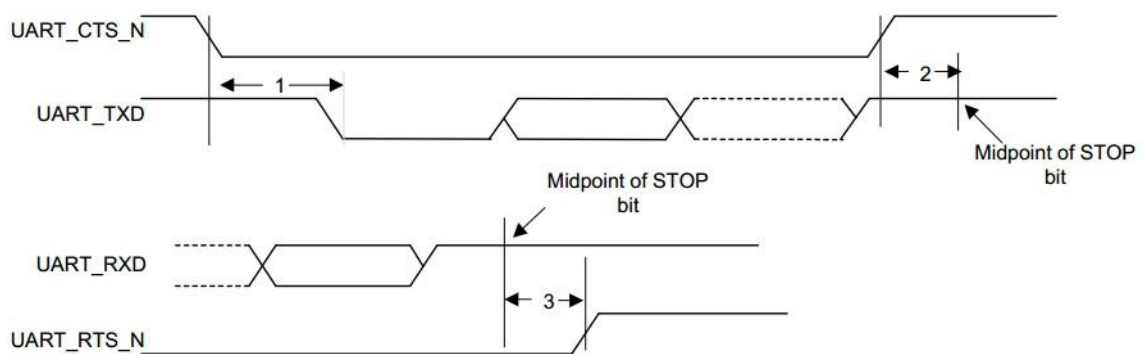 UART_CTS_N
1
2
UART_TXD
Midpoint of STOP
bit
Midpoint of STOP
bit
UART_RXD
3
UART_RTS_N